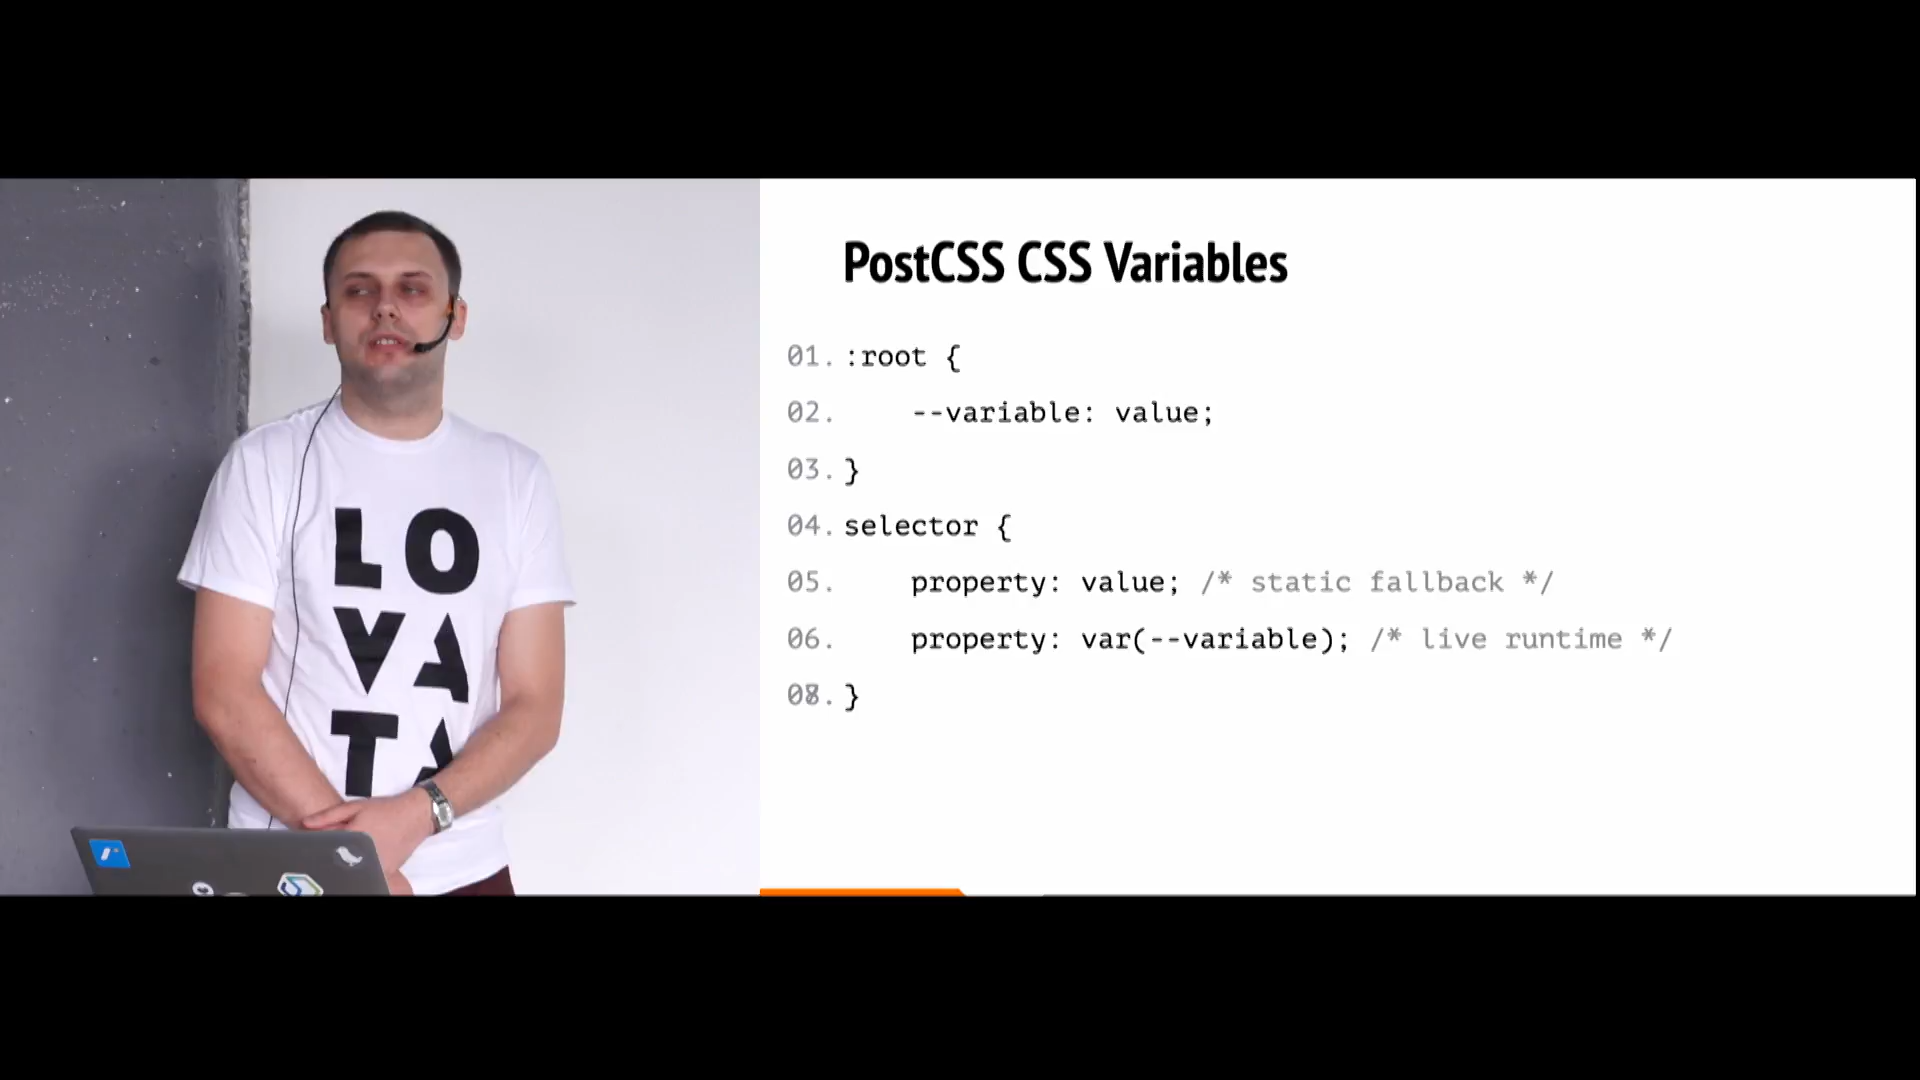 LO
VA
TA
PostCSS CSS Variables
01. :root {
02. --variable: value;
03. }
04. selector {
05. property: value; /* static fallback */
06. property: var(--variable); /* live runtime */
08. }